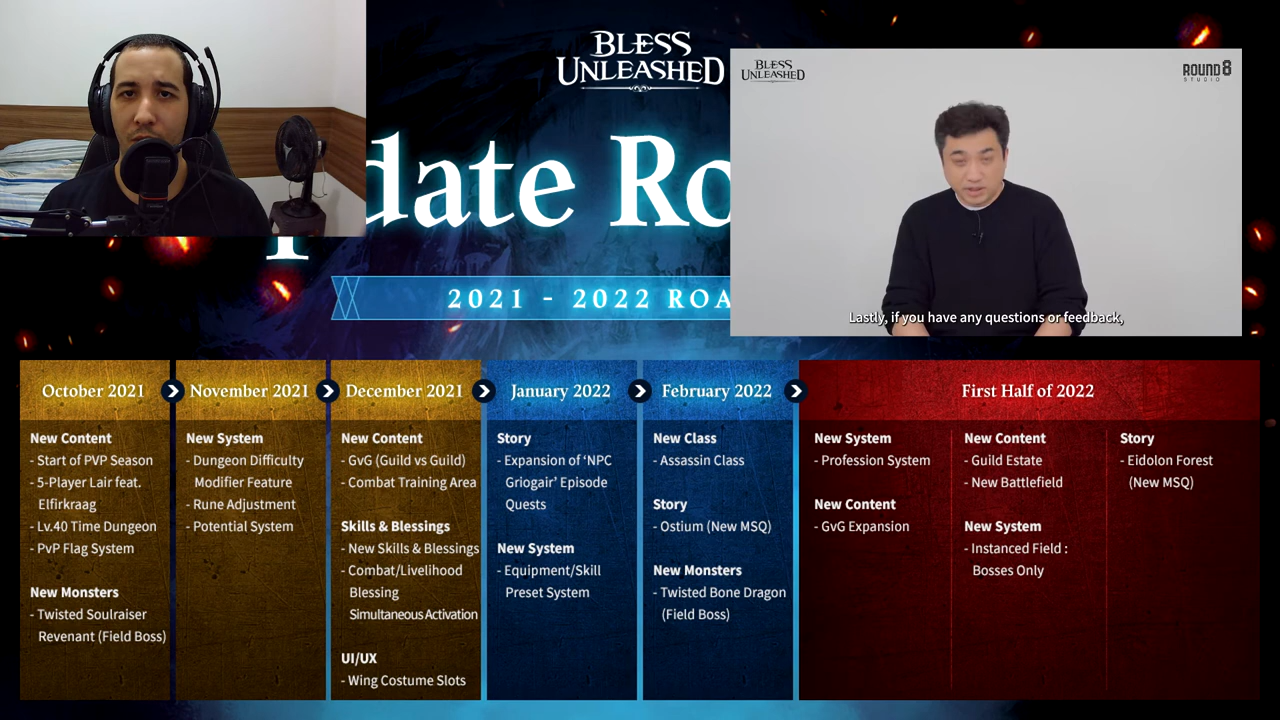 BLESS
UNLEASHED
BLESS
UNLEASHED
ROUND8
STUDIO
date Ro
2021 - 2022 ROA
Lastly, if you have any questions or feedback,
October 2021
New Content
- Start of PVP Season
- 5-Player Lair feat.
Elfirkraag
- Lv.40 Time Dungeon
- PvP Flag System
New Monsters
- Twisted Soulraiser
Revenant (Field Boss)
November 2021
New System
- Dungeon Difficulty
Modifier Feature
- Rune Adjustment
- Potential System
December 2021
New Content
- GvG (Guild vs Guild)
- Combat Training Area
Skills & Blessings
- New Skills & Blessings
- Combat/Livelihood
Blessing
Simultaneous Activation
UI/UX
- Wing Costume Slots
January 2022
Story
- Expansion of ‘NPC
Griogair’ Episode
Quests
New System
- Equipment/Skill
Preset System
February 2022
New Class
- Assassin Class
Story
- Ostium (New MSQ)
New Monsters
- Twisted Bone Dragon
(Field Boss)
First Half of 2022
New System
- Profession System
New Content
- GvG Expansion
New Content
- Guild Estate
- New Battlefield
New System
- Instanced Field :
Bosses Only
Story
- Eidolon Forest
(New MSQ)